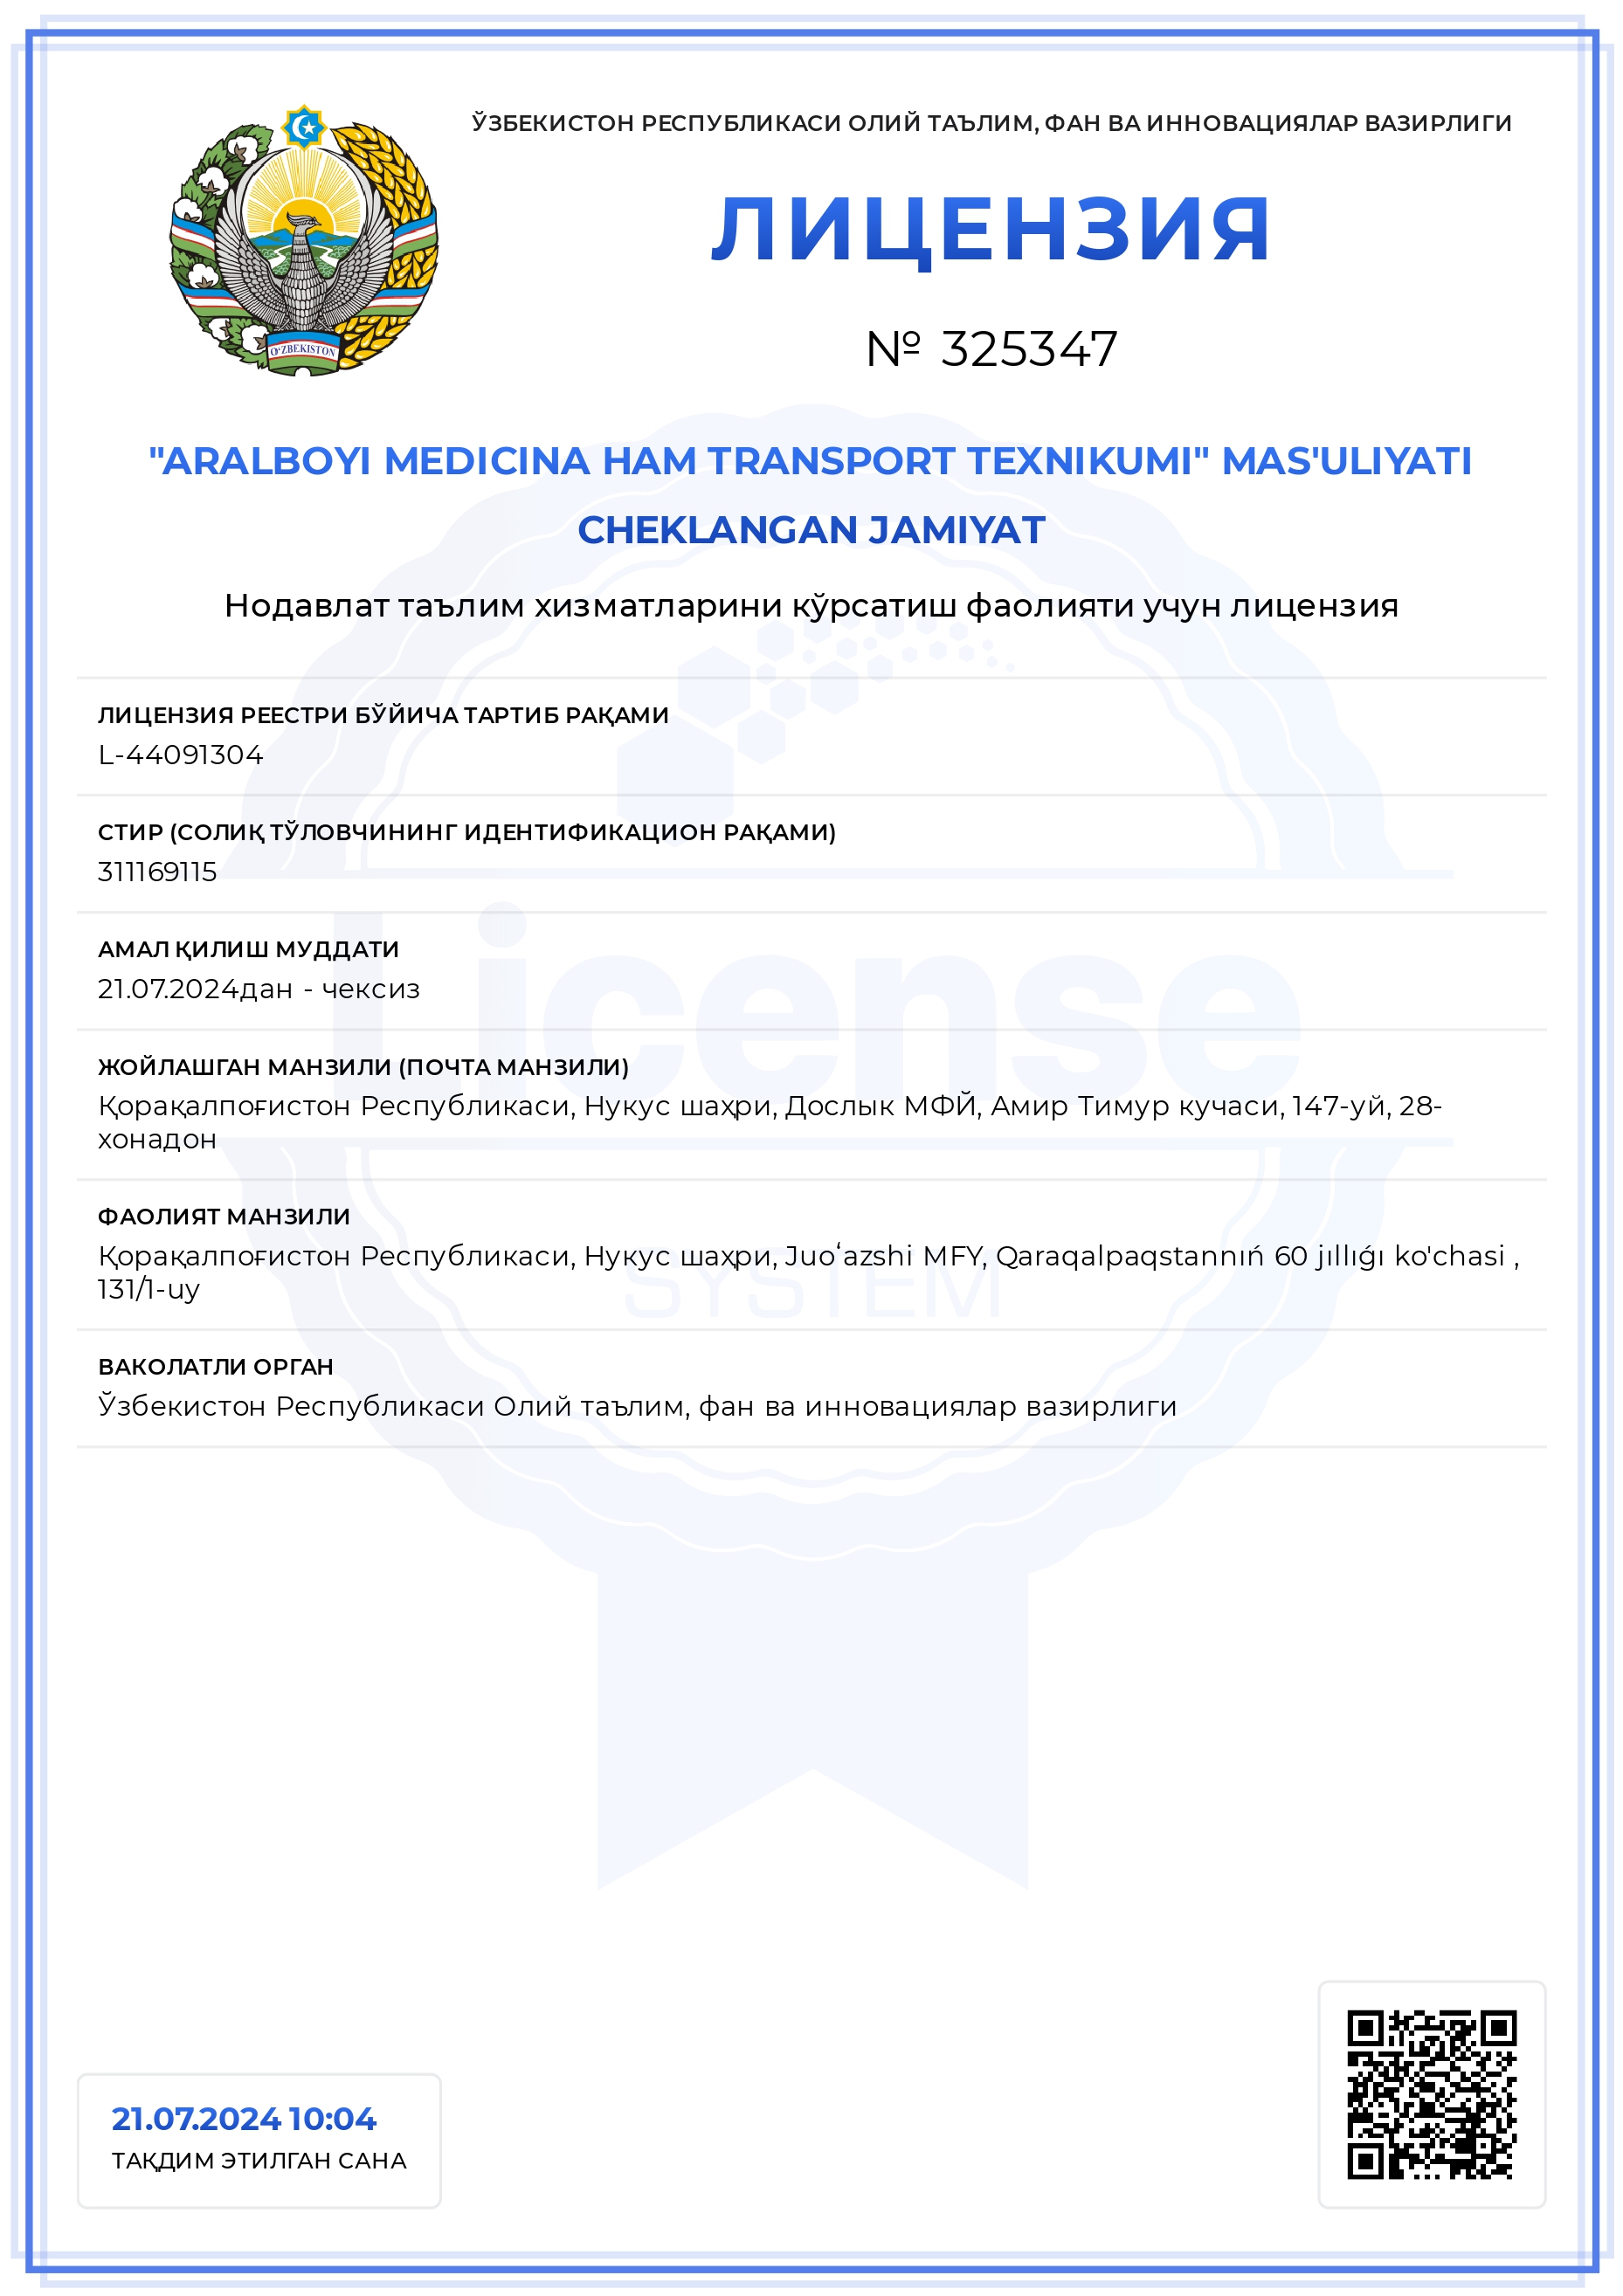 ЎЗБЕКИСТОН РЕСПУБЛИКАСИ ОЛИЙ ТАЪЛИМ, ФАН ВА ИННОВАЦИЯЛАР ВАЗИРЛИГИ
ЛИЦЕНЗИЯ
№ 325347
O'ZBEKISTON
"ARALBOYI MEDICINA HAM TRANSPORT TEXNIKUMI" MAS'ULIYATI
CHEKLANGAN JAMIYAT
Нодавлат таълим хизматларини кўрсатиш фаолияти учун лицензия
ЛИЦЕНЗИЯ РЕЕСТРИ БЎЙИЧА ТАРТИБ РАҚАМИ
L-44091304
СТИР (СОЛИҚ ТЎЛОВЧИНИНГ ИДЕНТИФИКАЦИОН РАҚАМИ)
311169115
АМАЛ ҚИЛИШ МУДДАТИ
21.07.2024дан - чексиз
License
ЖОЙЛАШГАН МАНЗИЛИ (ПОЧТА МАНЗИЛИ)
Қорақалпоғистон Республикаси, Нукус шаҳри, Дослык МФЙ, Амир Тимур кучаси, 147-уй, 28-
хонадон
ФАОЛИЯТ МАНЗИЛИ
Қорақалпоғистон Республикаси, Нукус шаҳри, Juoʻazshi MFY, Qaraqalpaqstannıń 60 jıllıǵı ko'chasi ,
131/1-uy
SYSTEM
ВАКОЛАТЛИ ОРГАН
Ўзбекистон Республикаси Олий таълим, фан ва инновациялар вазирлиги
21.07.2024 10:04
ТАҚДИМ ЭТИЛГАН САНА